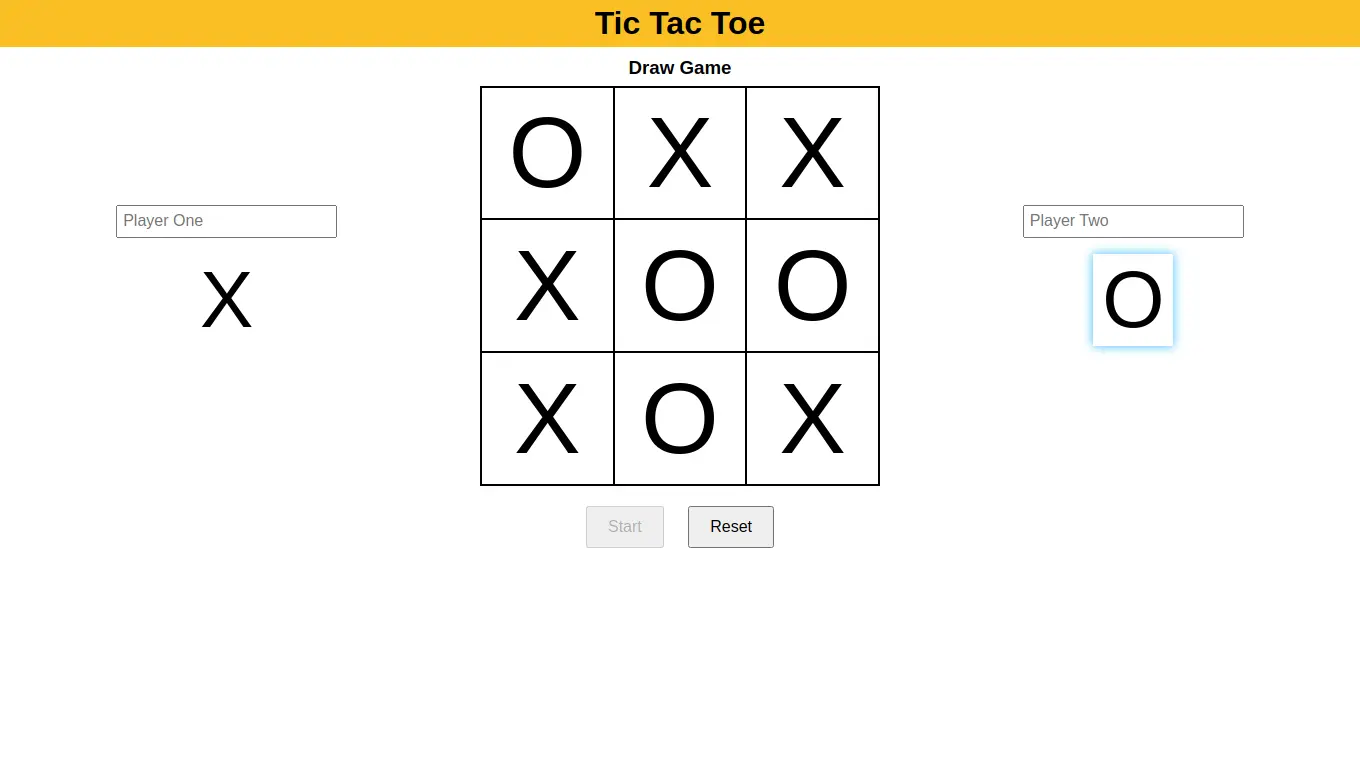 Tic Tac Toe
Draw Game
O X X
Player One
Player Two
X
X O O
O
X O X
Start
Reset